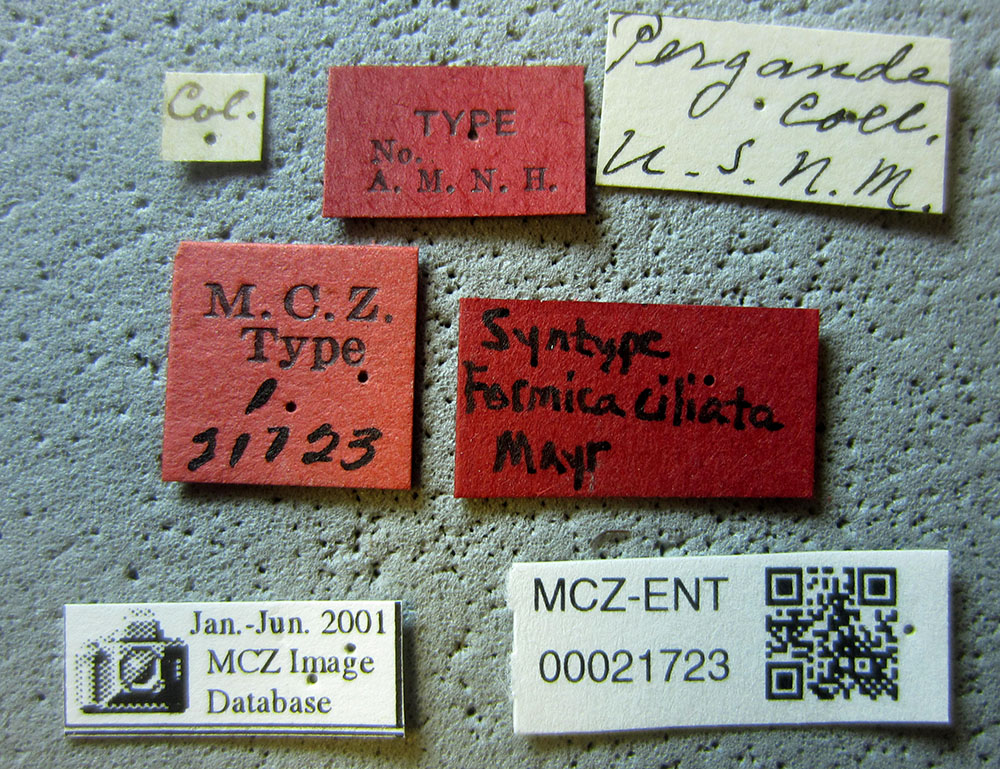 Col.
TYPE
No.
A. M. N. H.
Pergande
Coll.
U.S.N.M.
M.C.Z.
Type
1.
21723
Syntype
Formica ciliata
Mayr
Jan.-Jun. 2001
MCZ Image
Database
MCZ-ENT
00021723